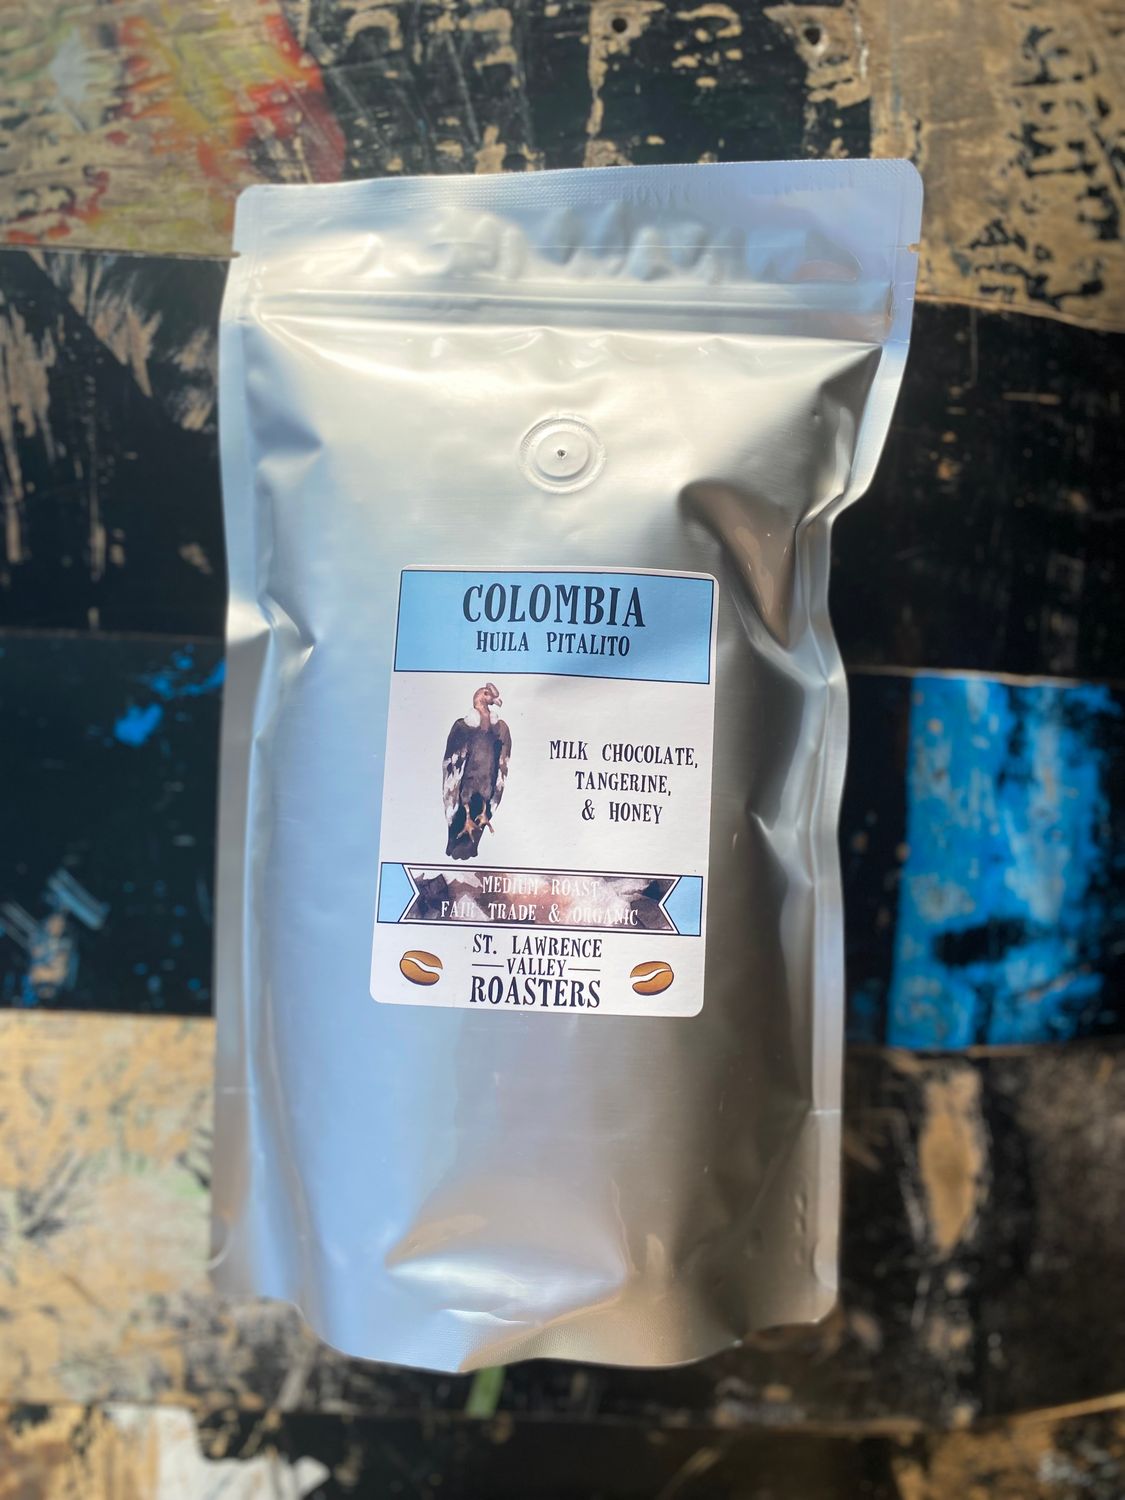 COLOMBIA
HUILA PITALITO
MILK CHOCOLATE,
TANGERINE,
& HONEY
MEDIUM ROAST
FAIR TRADE & ORGANIC
ST. LAWRENCE
VALLEY
ROASTERS